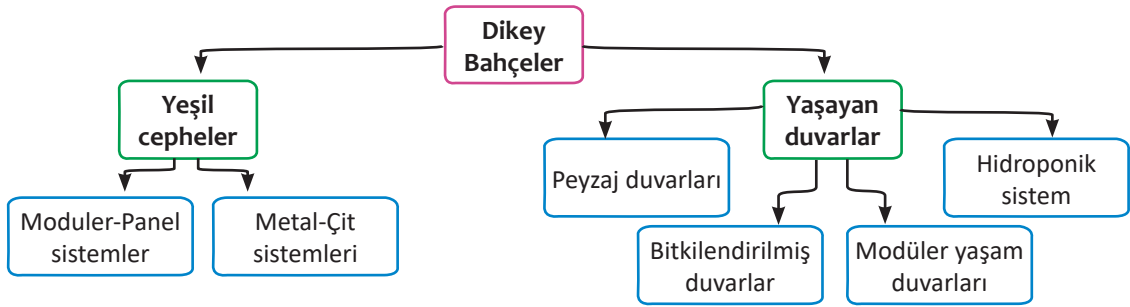 Dikey
Bahçeler
Yeşil
cepheler
Yaşayan
duvarlar
Moduler-Panel
sistemler
Metal-Çit
sistemleri
Peyzaj duvarları
Bitkilendirilmiş
duvarlar
Modüler yaşam
duvarları
Hidroponik
sistem